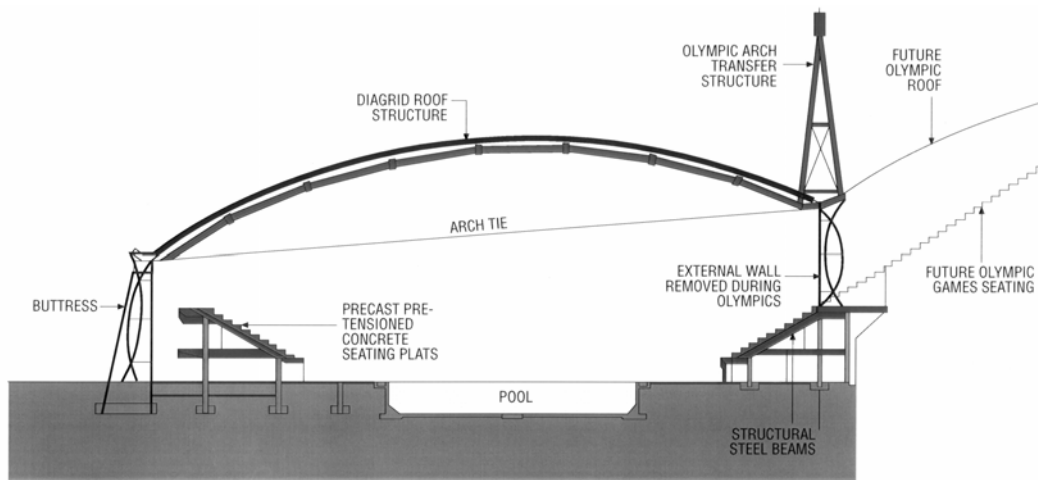 OLYMPIC ARCH
TRANSFER
STRUCTURE
FUTURE
OLYMPIC
ROOF
DIAGRID ROOF
STRUCTURE
ARCH TIE
BUTTRESS
PRECAST PRE-
TENSIONED
CONCRETE
SEATING PLATS
EXTERNAL WALL
REMOVED DURING
OLYMPICS
FUTURE OLYMPIC
GAMES SEATING
POOL
STRUCTURAL
STEEL BEAMS